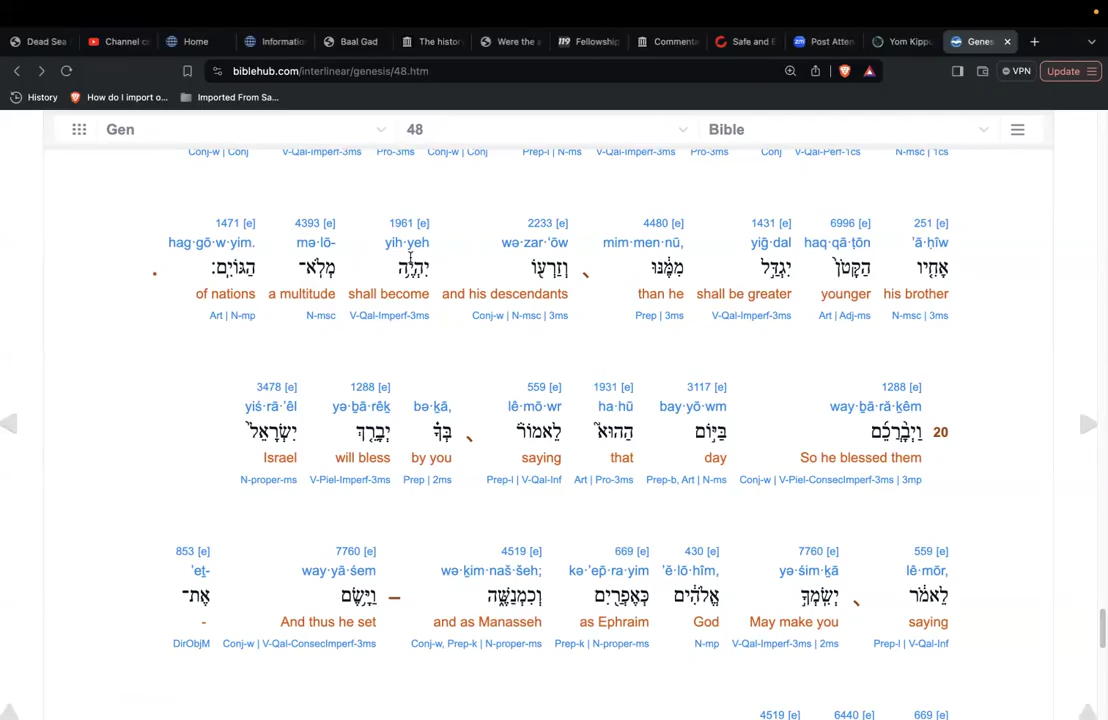 Dead Sea Channel c Home Informatio Baal Gad The histor Were the a 119 Fellowship Commenta Safe and E zm Post Atten Yom Kippu Genes
biblehub.com/interlinear/genesis/48.htm VPN Update
History How do I import o... Imported From Sa...
Gen 48 Bible
Conj-w | Conj V-Qal-Imperf-3ms Pro-3ms Conj-w | Conj Prep-l | N-ms V-Qal-Imperf-3ms Pro-3ms Conj V-Qal-Perf-1cs N-msc | 1cs
1471 [e] 4393 [e] 1961 [e] 2233 [e] 4480 [e] 1431 [e] 6996 [e] 251 [e]
hag·gō·w·yim. mə·lō- yih·yeh wə·zar·‘ōw mim·men·nū, yiḡ·dal haq·qā·ṭōn ’ā·ḥîw
אָחִ֤יו הַקָּטֹן֙ יִגְדַּ֣ל מִמֶּ֔נּוּ 、 וְזַרְע֖וֹ יִהְיֶ֥ה מְלֹֽא־ הַגּוֹיִֽם׃ .
of nations a multitude shall become and his descendants than he shall be greater younger his brother
Art | N-mp N-msc V-Qal-Imperf-3ms Conj-w | N-msc | 3ms Prep | 3ms V-Qal-Imperf-3ms Art | Adj-ms N-msc | 3ms
3478 [e] 1288 [e] 559 [e] 1931 [e] 3117 [e] 1288 [e]
yiś·rā·’êl yə·ḇā·rêḵ bə·ḵā, lê·mō·wr ha·hū bay·yō·wm way·ḇā·ră·ḵêm
20 וַיְבָ֨רֲכֵ֜ם בַּיּ֣וֹם הַהוּא֮ לֵאמוֹר֒ 、 בְּךָ֗ יְבָרֵ֤ךְ יִשְׂרָאֵל֙
Israel will bless by you saying that day So he blessed them
N-proper-ms V-Piel-Imperf-3ms Prep | 2ms Prep-l | V-Qal-Inf Art | Pro-3ms Prep-b, Art | N-ms Conj-w | V-Piel-ConsecImperf-3ms | 3mp
853 [e] 7760 [e] 4519 [e] 669 [e] 430 [e] 7760 [e] 559 [e]
’eṯ- way·yā·śem wə·ḵim·naš·šeh; kə·’ep̄·ra·yim ’ĕ·lō·hîm, yə·śim·ḵā lê·mōr,
לֵאמֹ֔ר 、 יְשִֽׂמְךָ֣ אֱלֹהִ֔ים כְּאֶפְרַ֖יִם וְכִמְנַשֶּׁ֑ה – וַיָּ֥שֶׂם אֶת־
- And thus he set and as Manasseh as Ephraim God May make you saying
DirObjM Conj-w | V-Qal-ConsecImperf-3ms Conj-w, Prep-k | N-proper-ms Prep-k | N-proper-ms N-mp V-Qal-Imperf-3ms | 2ms Prep-l | V-Qal-Inf
4519 [e] 6440 [e] 669 [e]